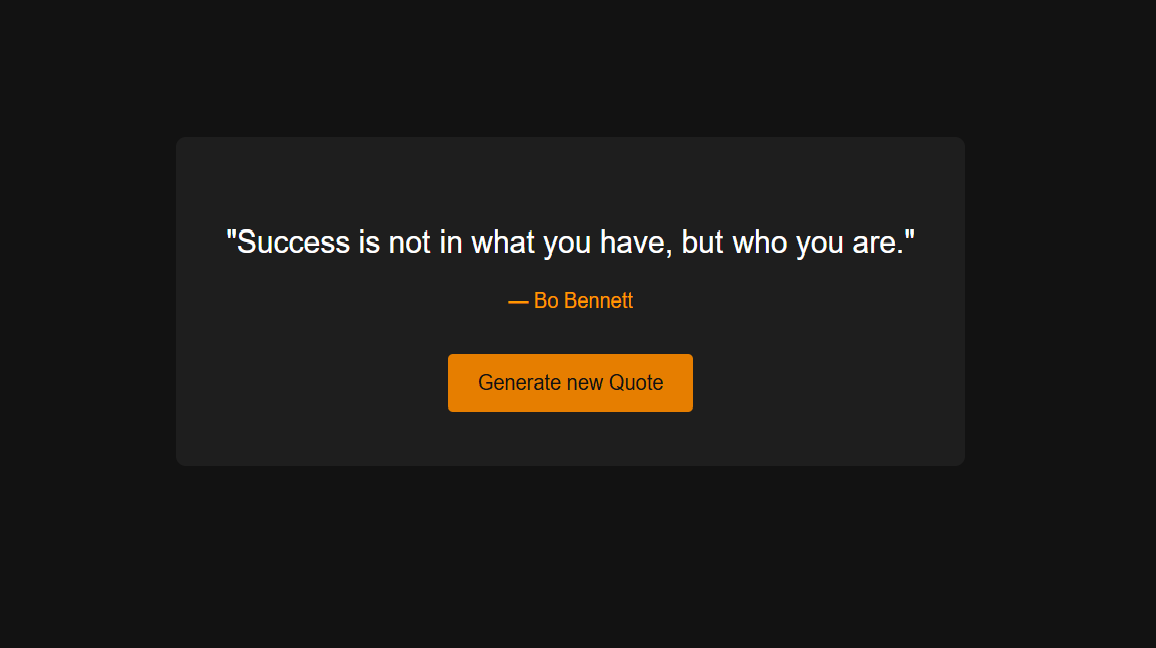 "Success is not in what you have, but who you are."
— Bo Bennett
Generate new Quote